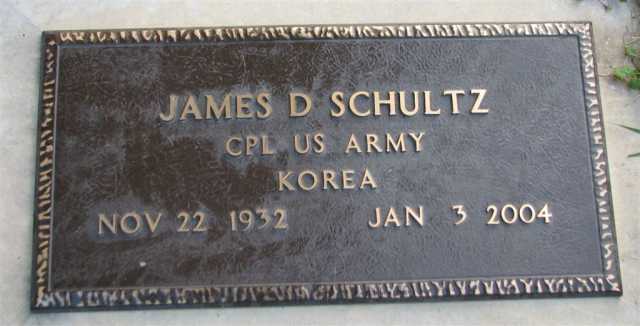 JAMES D SCHULTZ
CPL US ARMY
KOREA
NOV 22 1932 JAN 3 2004